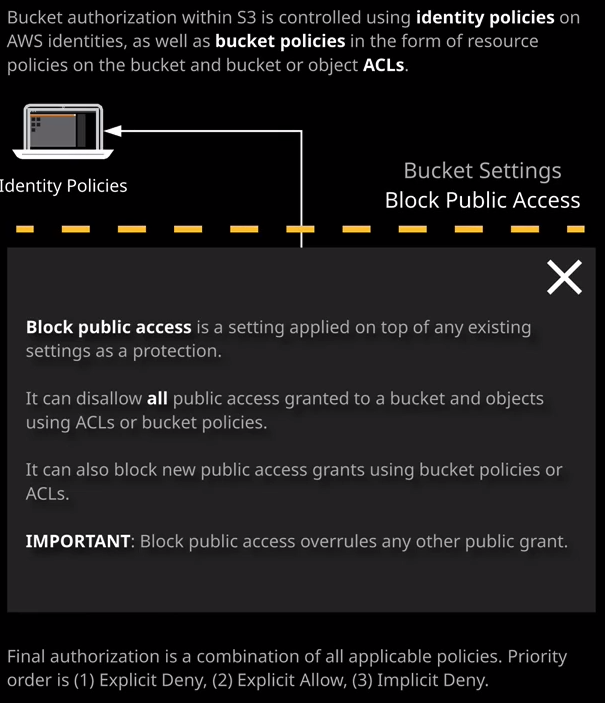 Bucket authorization within S3 is controlled using identity policies on
AWS identities, as well as bucket policies in the form of resource
policies on the bucket and bucket or object ACLs.
Identity Policies
Bucket Settings
Block Public Access
Block public access is a setting applied on top of any existing
settings as a protection.
It can disallow all public access granted to a bucket and objects
using ACLs or bucket policies.
It can also block new public access grants using bucket policies or
ACLs.
IMPORTANT: Block public access overrules any other public grant.
Final authorization is a combination of all applicable policies. Priority
order is (1) Explicit Deny, (2) Explicit Allow, (3) Implicit Deny.